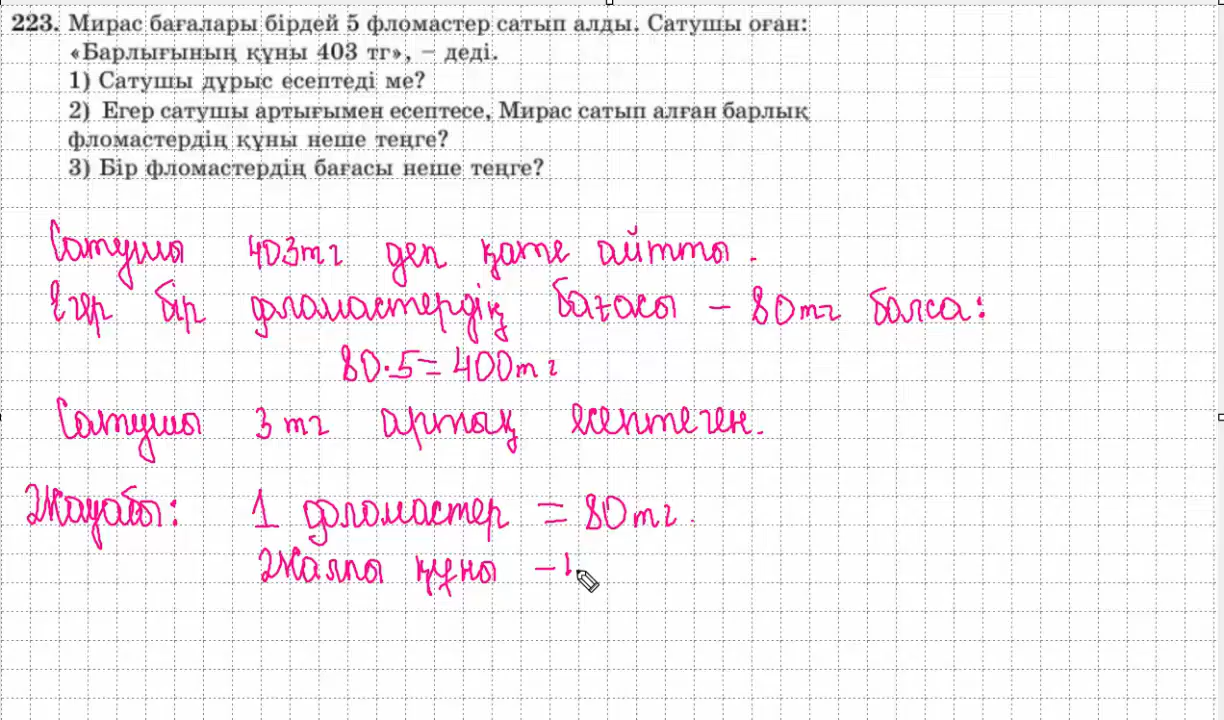 223. Мирас бағалары бірдей 5 фломастер сатып алды. Сатушы оған:
«Барлығының құны 403 тг», – деді.
1) Сатушы дұрыс есептеді ме?
2) Егер сатушы артығымен есептесе, Мирас сатып алған барлық
фломастердің құны неше теңге?
3) Бір фломастердің бағасы неше теңге?
Сатушы 403тг деп қате айтты.
Егер бір фломастердің бағасы – 80тг болса:
80·5=400тг
Сатушы 3тг артық есептеген.
Жауабы: 1 фломастер = 80тг.
Жалпы құны –